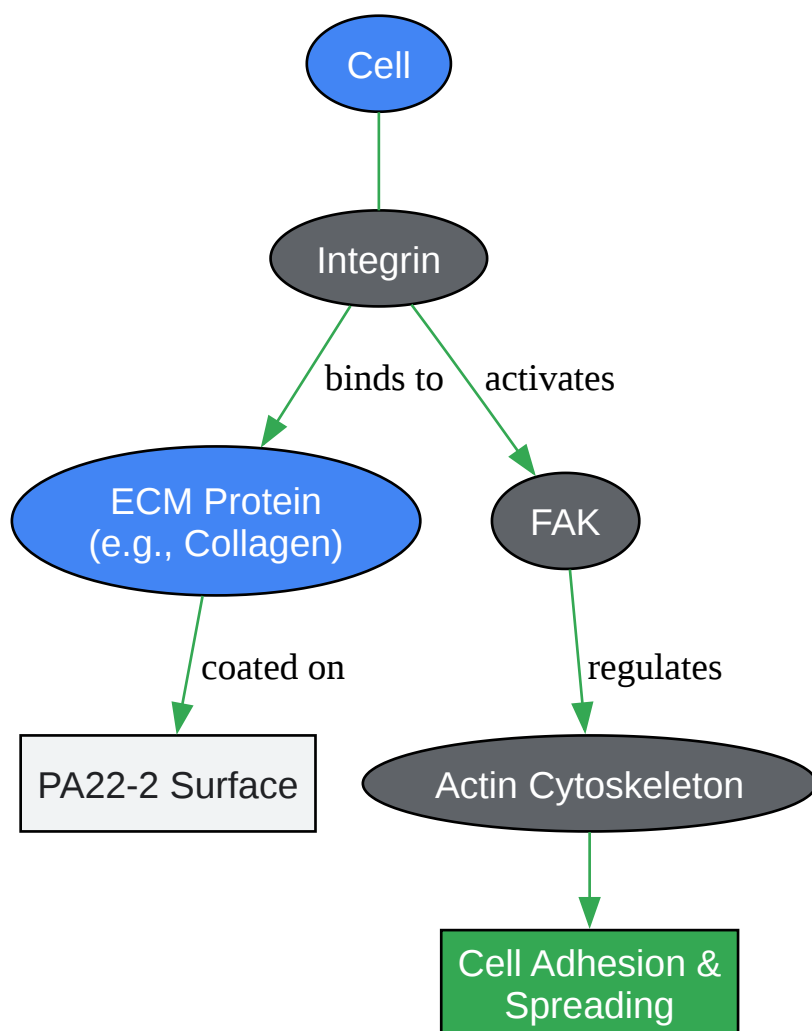 Cell
Integrin
binds to
activates
ECM Protein
(e.g., Collagen)
FAK
coated on
regulates
PA22-2 Surface
Actin Cytoskeleton
Cell Adhesion &
Spreading